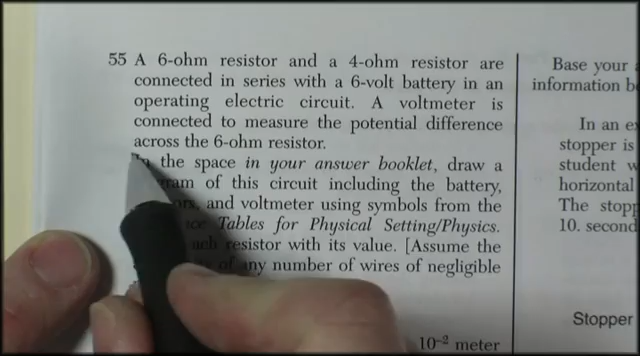 55 A 6-ohm resistor and a 4-ohm resistor are
connected in series with a 6-volt battery in an
operating electric circuit. A voltmeter is
connected to measure the potential difference
across the 6-ohm resistor.
the space in your answer booklet, draw a
of this circuit including the battery,
and voltmeter using symbols from the
Tables for Physical Setting/Physics.
resistor with its value. [Assume the
of any number of wires of negligible
10⁻² meter
Base your
information
In an
stopper is
student
horizontal
The
10.
Stopper